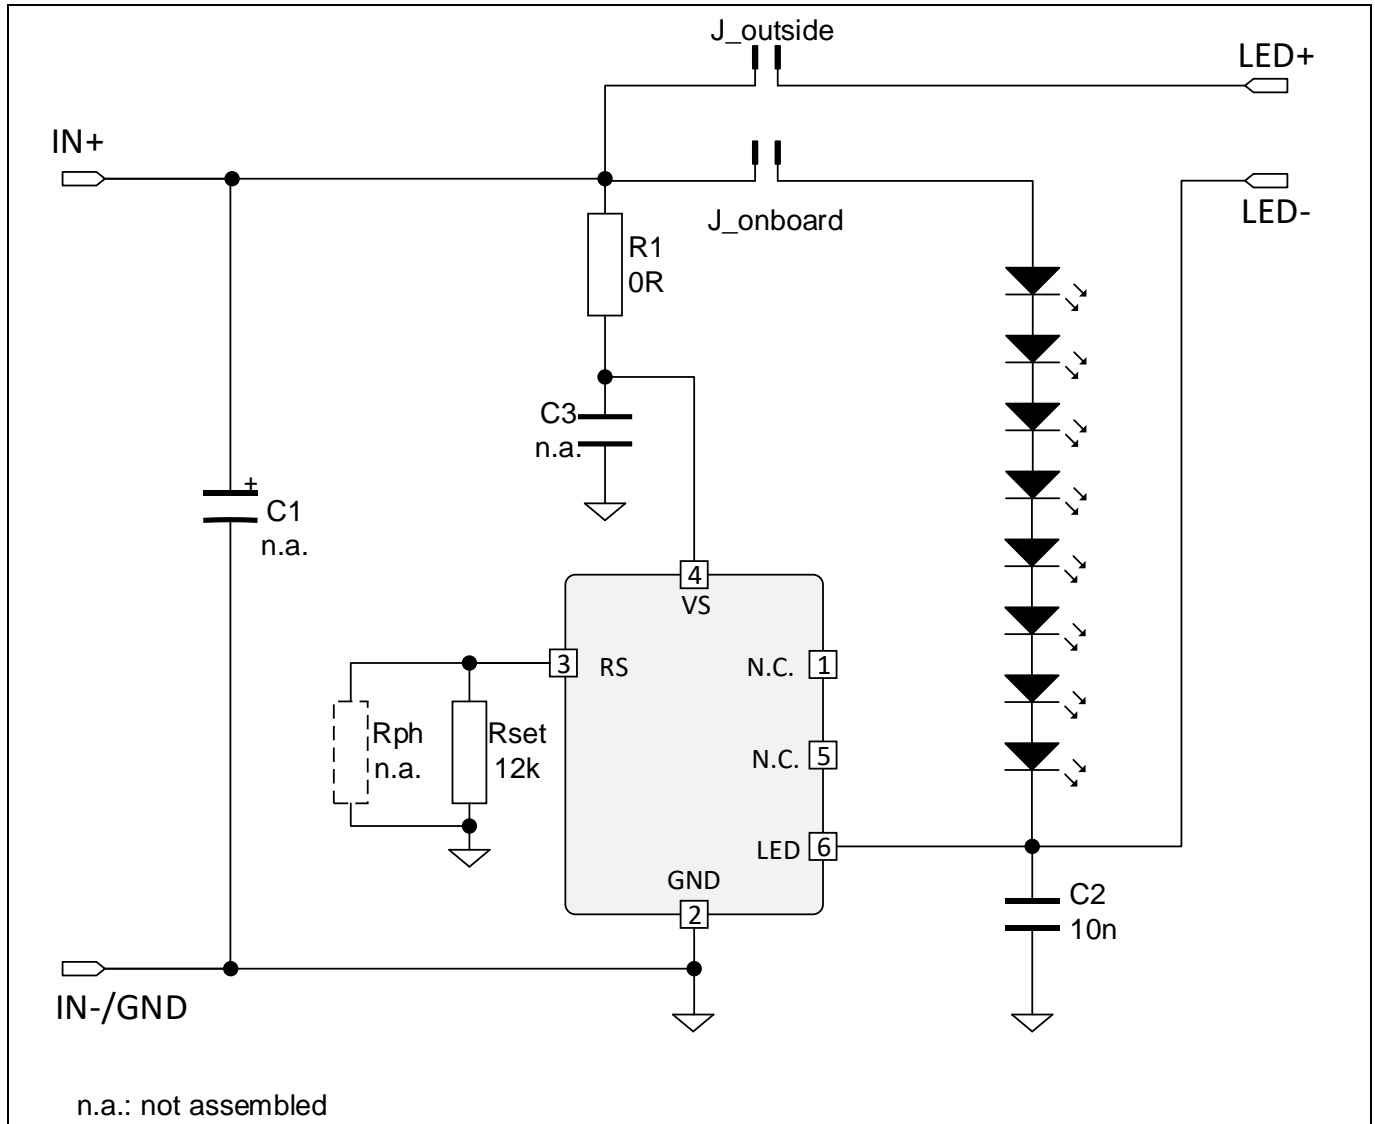 J_outside
LED+
IN+
LED-
J_onboard
R1
0R
C3
n.a.
+
C1
n.a.
4
VS
3
RS
N.C.
1
Rph
n.a.
Rset
12k
N.C.
5
LED
6
GND
2
C2
10n
IN-/GND
n.a.: not assembled